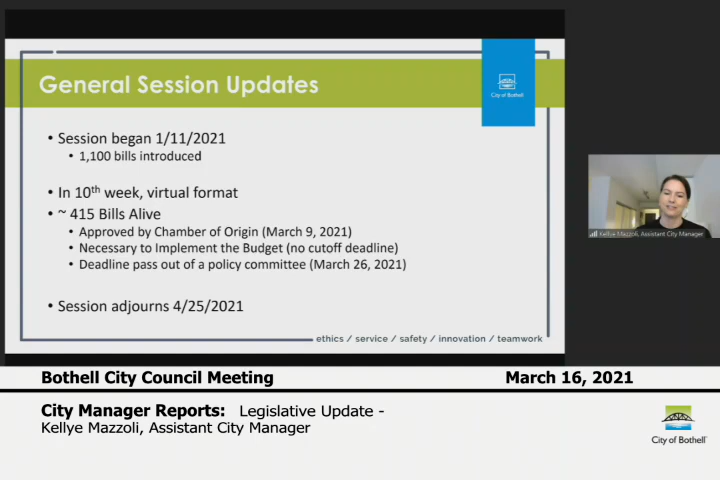 General Session Updates
City of Bothell
• Session began 1/11/2021
• 1,100 bills introduced
• In 10th week, virtual format
• ~ 415 Bills Alive
• Approved by Chamber of Origin (March 9, 2021)
• Necessary to Implement the Budget (no cutoff deadline)
• Deadline pass out of a policy committee (March 26, 2021)
• Session adjourns 4/25/2021
ethics / service / safety / innovation / teamwork
Kellye Mazzoli, Assistant City Manager
Bothell City Council Meeting March 16, 2021
City Manager Reports: Legislative Update -
Kellye Mazzoli, Assistant City Manager
City of Bothell